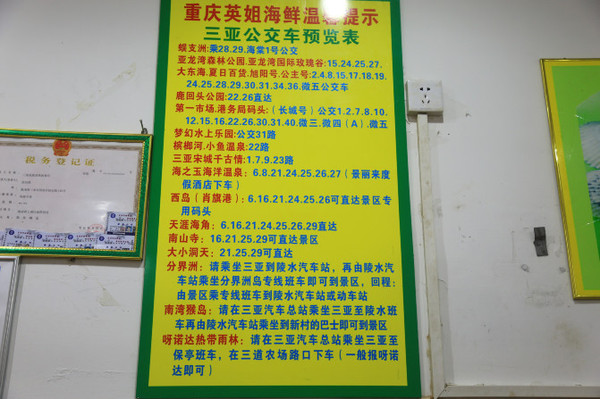 重庆英姐海鲜温馨提示
三亚公交车预览表
蜈支洲:乘28.29.海棠1号公交
亚龙湾森林公园.亚龙湾国际玫瑰谷:15.24.25.27.
大东海.夏日百货.旭阳号.公主号:2.4.8.15.17.18.19.
24.25.28.29.30.31.34.36.微五公交车
鹿回头公园:22.26直达
第一市场.港务局码头:（长城号）公交1.2.7.8.10.
12.15.16.22.26.30.31.40.微三.微四（A）.微五
梦幻水上乐园:公交31路
槟榔河.小鱼温泉:22路
三亚宋城千古情:1.7.9.23路
海之玉海洋温泉: 6.8.21.24.25.26.27（景丽来度
假酒店下车）
西岛（肖旗港）:6.16.21.24.25.26可直达景区专
用码头
天涯海角: 6.16.21.24.25.26.29直达
南山寺: 16.21.25.29可直达景区
大小洞天: 21.25.29可直达
分界洲: 请乘坐三亚到陵水汽车站，再由陵水汽
车站乘坐分界洲岛专线班车即可到景区，回程：
由景区乘专线班车到陵水汽车站或动车站
南湾猴岛: 请在三亚汽车总站乘坐三亚至陵水班
车再由陵水汽车站乘坐到新村的巴士即可到景区
呀诺达热带雨林: 请在三亚汽车总站乘坐三亚至
保亭班车，在三道农场路口下车（一般报呀诺
达即可）
税务登记证